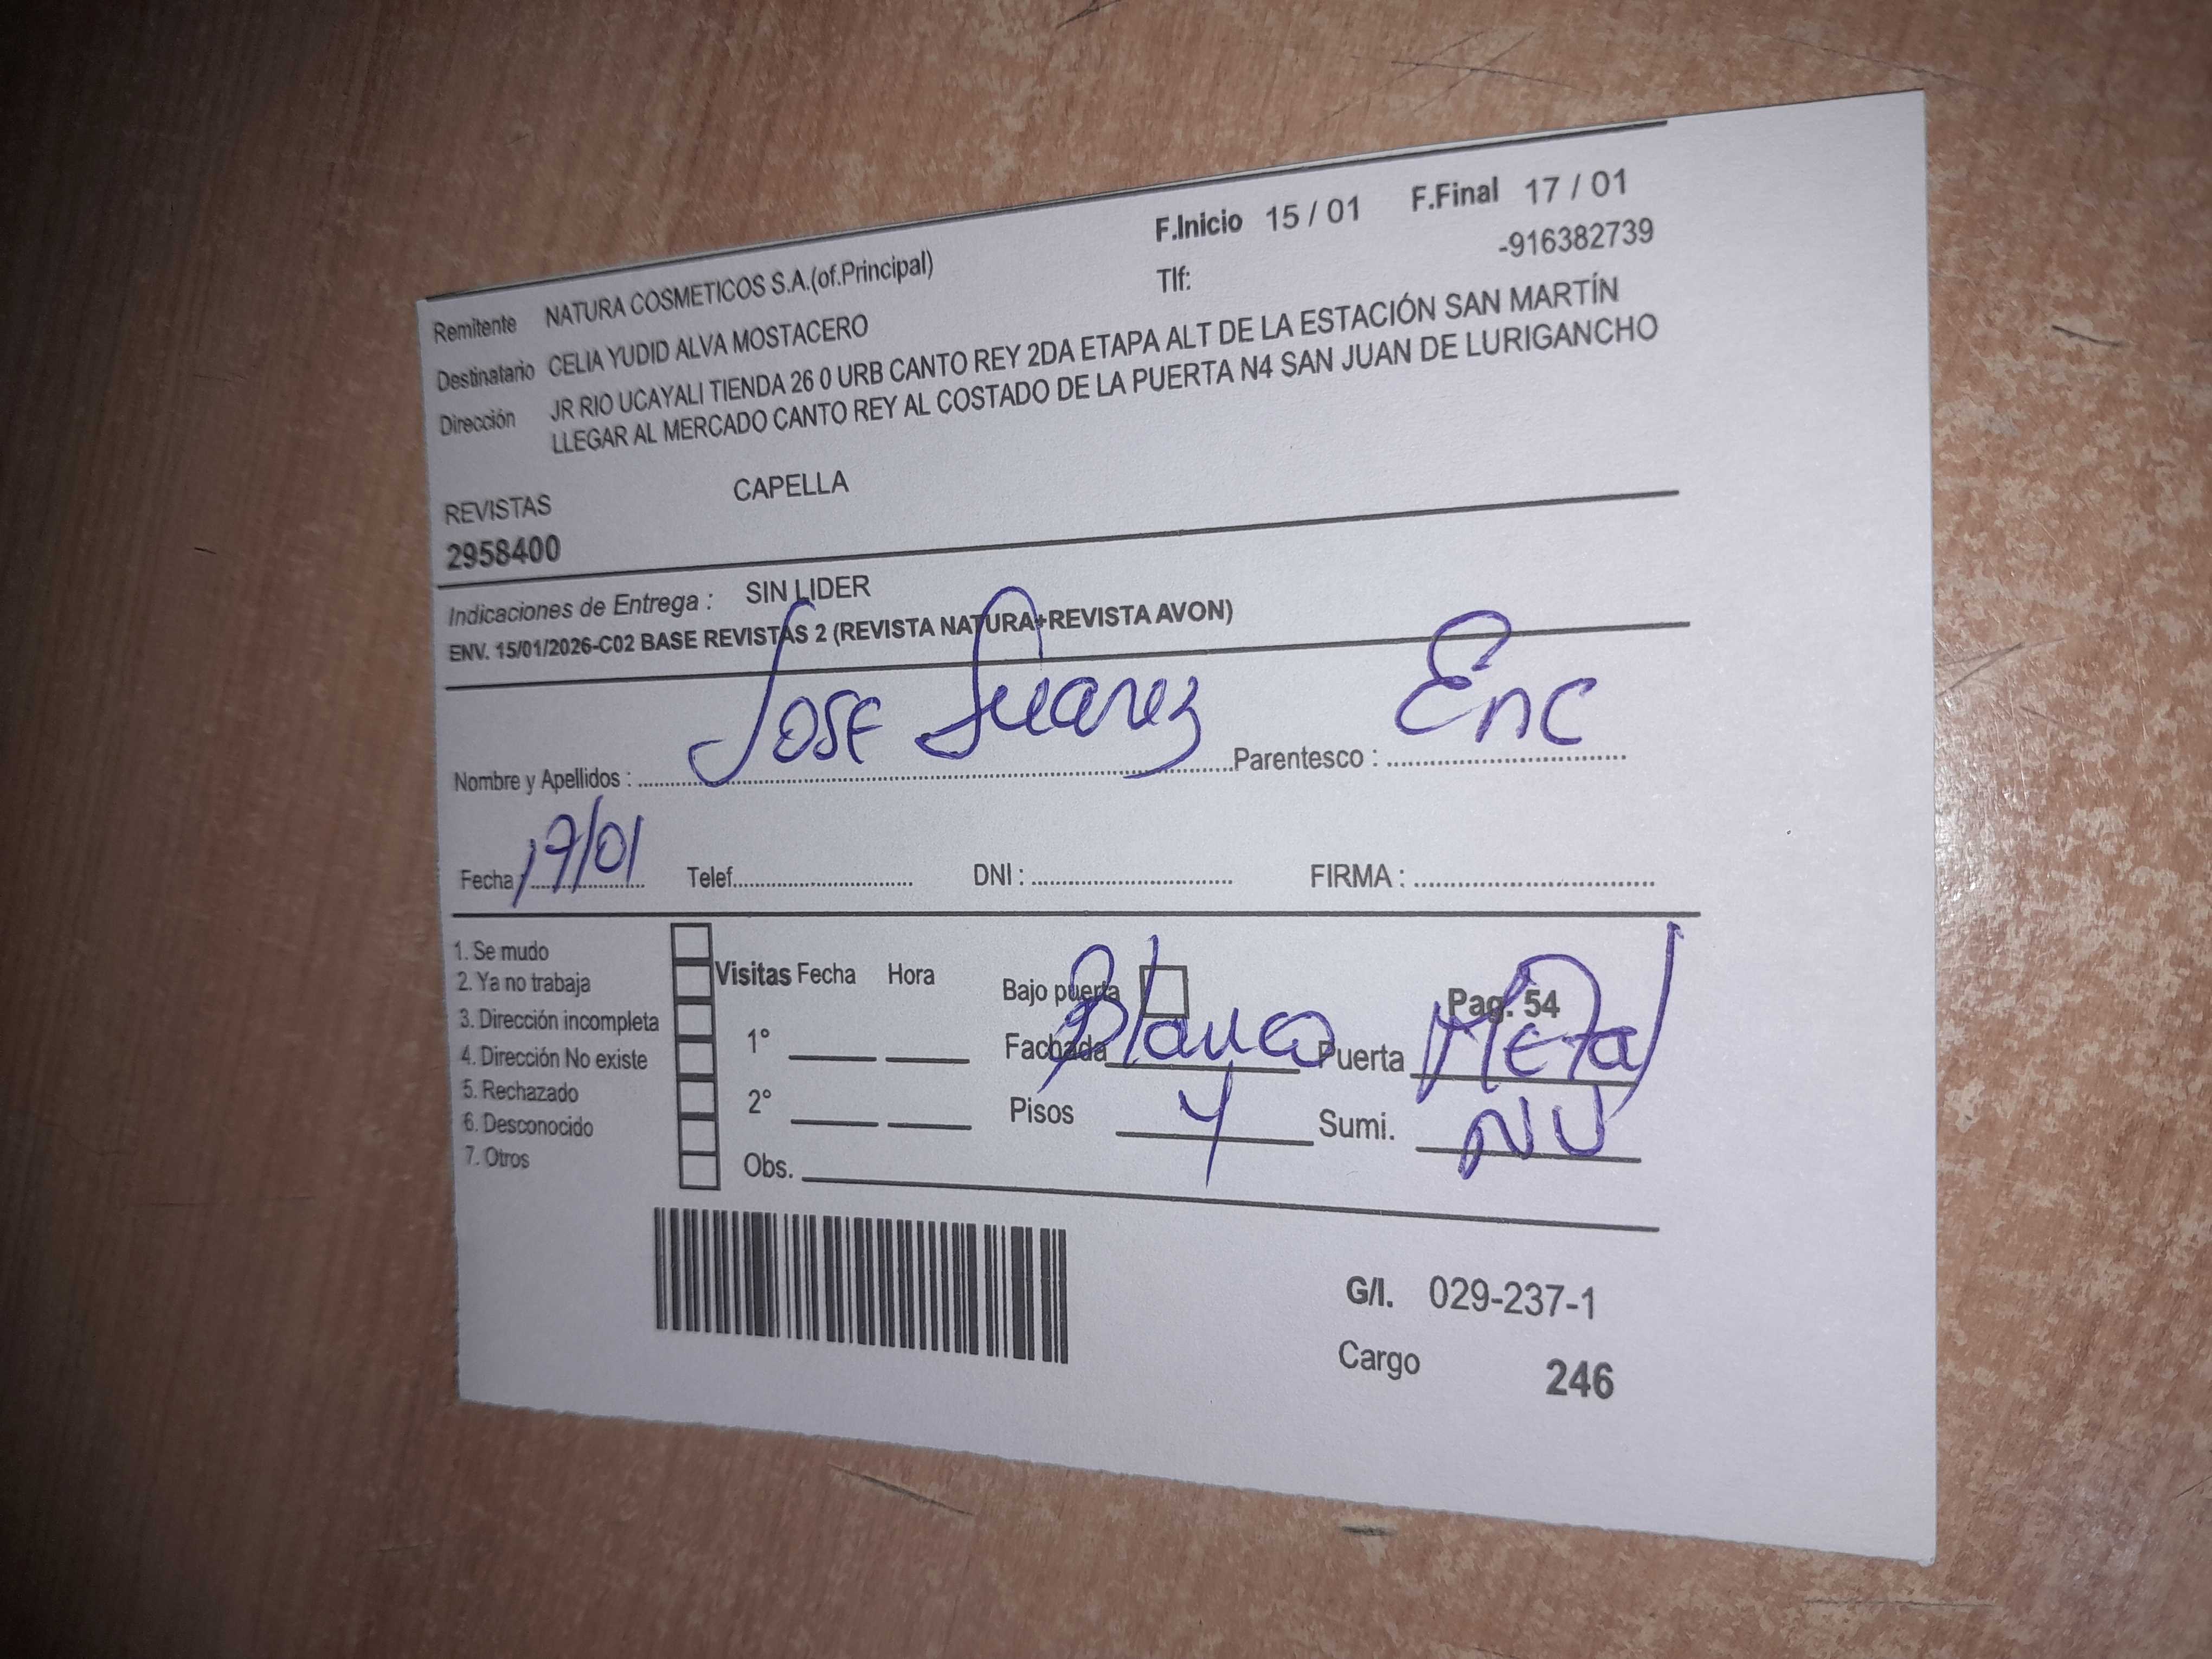 F.Inicio 15 / 01 F.Final 17 / 01
Remitente NATURA COSMETICOS S.A.(of.Principal) Tlf: -916382739
Destinatario CELIA YUDID ALVA MOSTACERO
Dirección JR RIO UCAYALI TIENDA 26 0 URB CANTO REY 2DA ETAPA ALT DE LA ESTACIÓN SAN MARTÍN
LLEGAR AL MERCADO CANTO REY AL COSTADO DE LA PUERTA N4 SAN JUAN DE LURIGANCHO
REVISTAS CAPELLA
2958400
Indicaciones de Entrega : SIN LIDER
ENV. 15/01/2026-C02 BASE REVISTAS 2 (REVISTA NATURA+REVISTA AVON)
Nombre y Apellidos : Jose Suarez Parentesco : Enc
Fecha : 17/01 Telef. DNI : FIRMA :
1. Se mudo
2. Ya no trabaja
3. Dirección incompleta
4. Dirección No existe
5. Rechazado
6. Desconocido
7. Otros
Visitas Fecha Hora
1°
2°
Obs.
Bajo puerta Pag. 54
Fachada Blanco Puerta Metal
Pisos 4 Sumi. NU
G/I. 029-237-1
Cargo 246